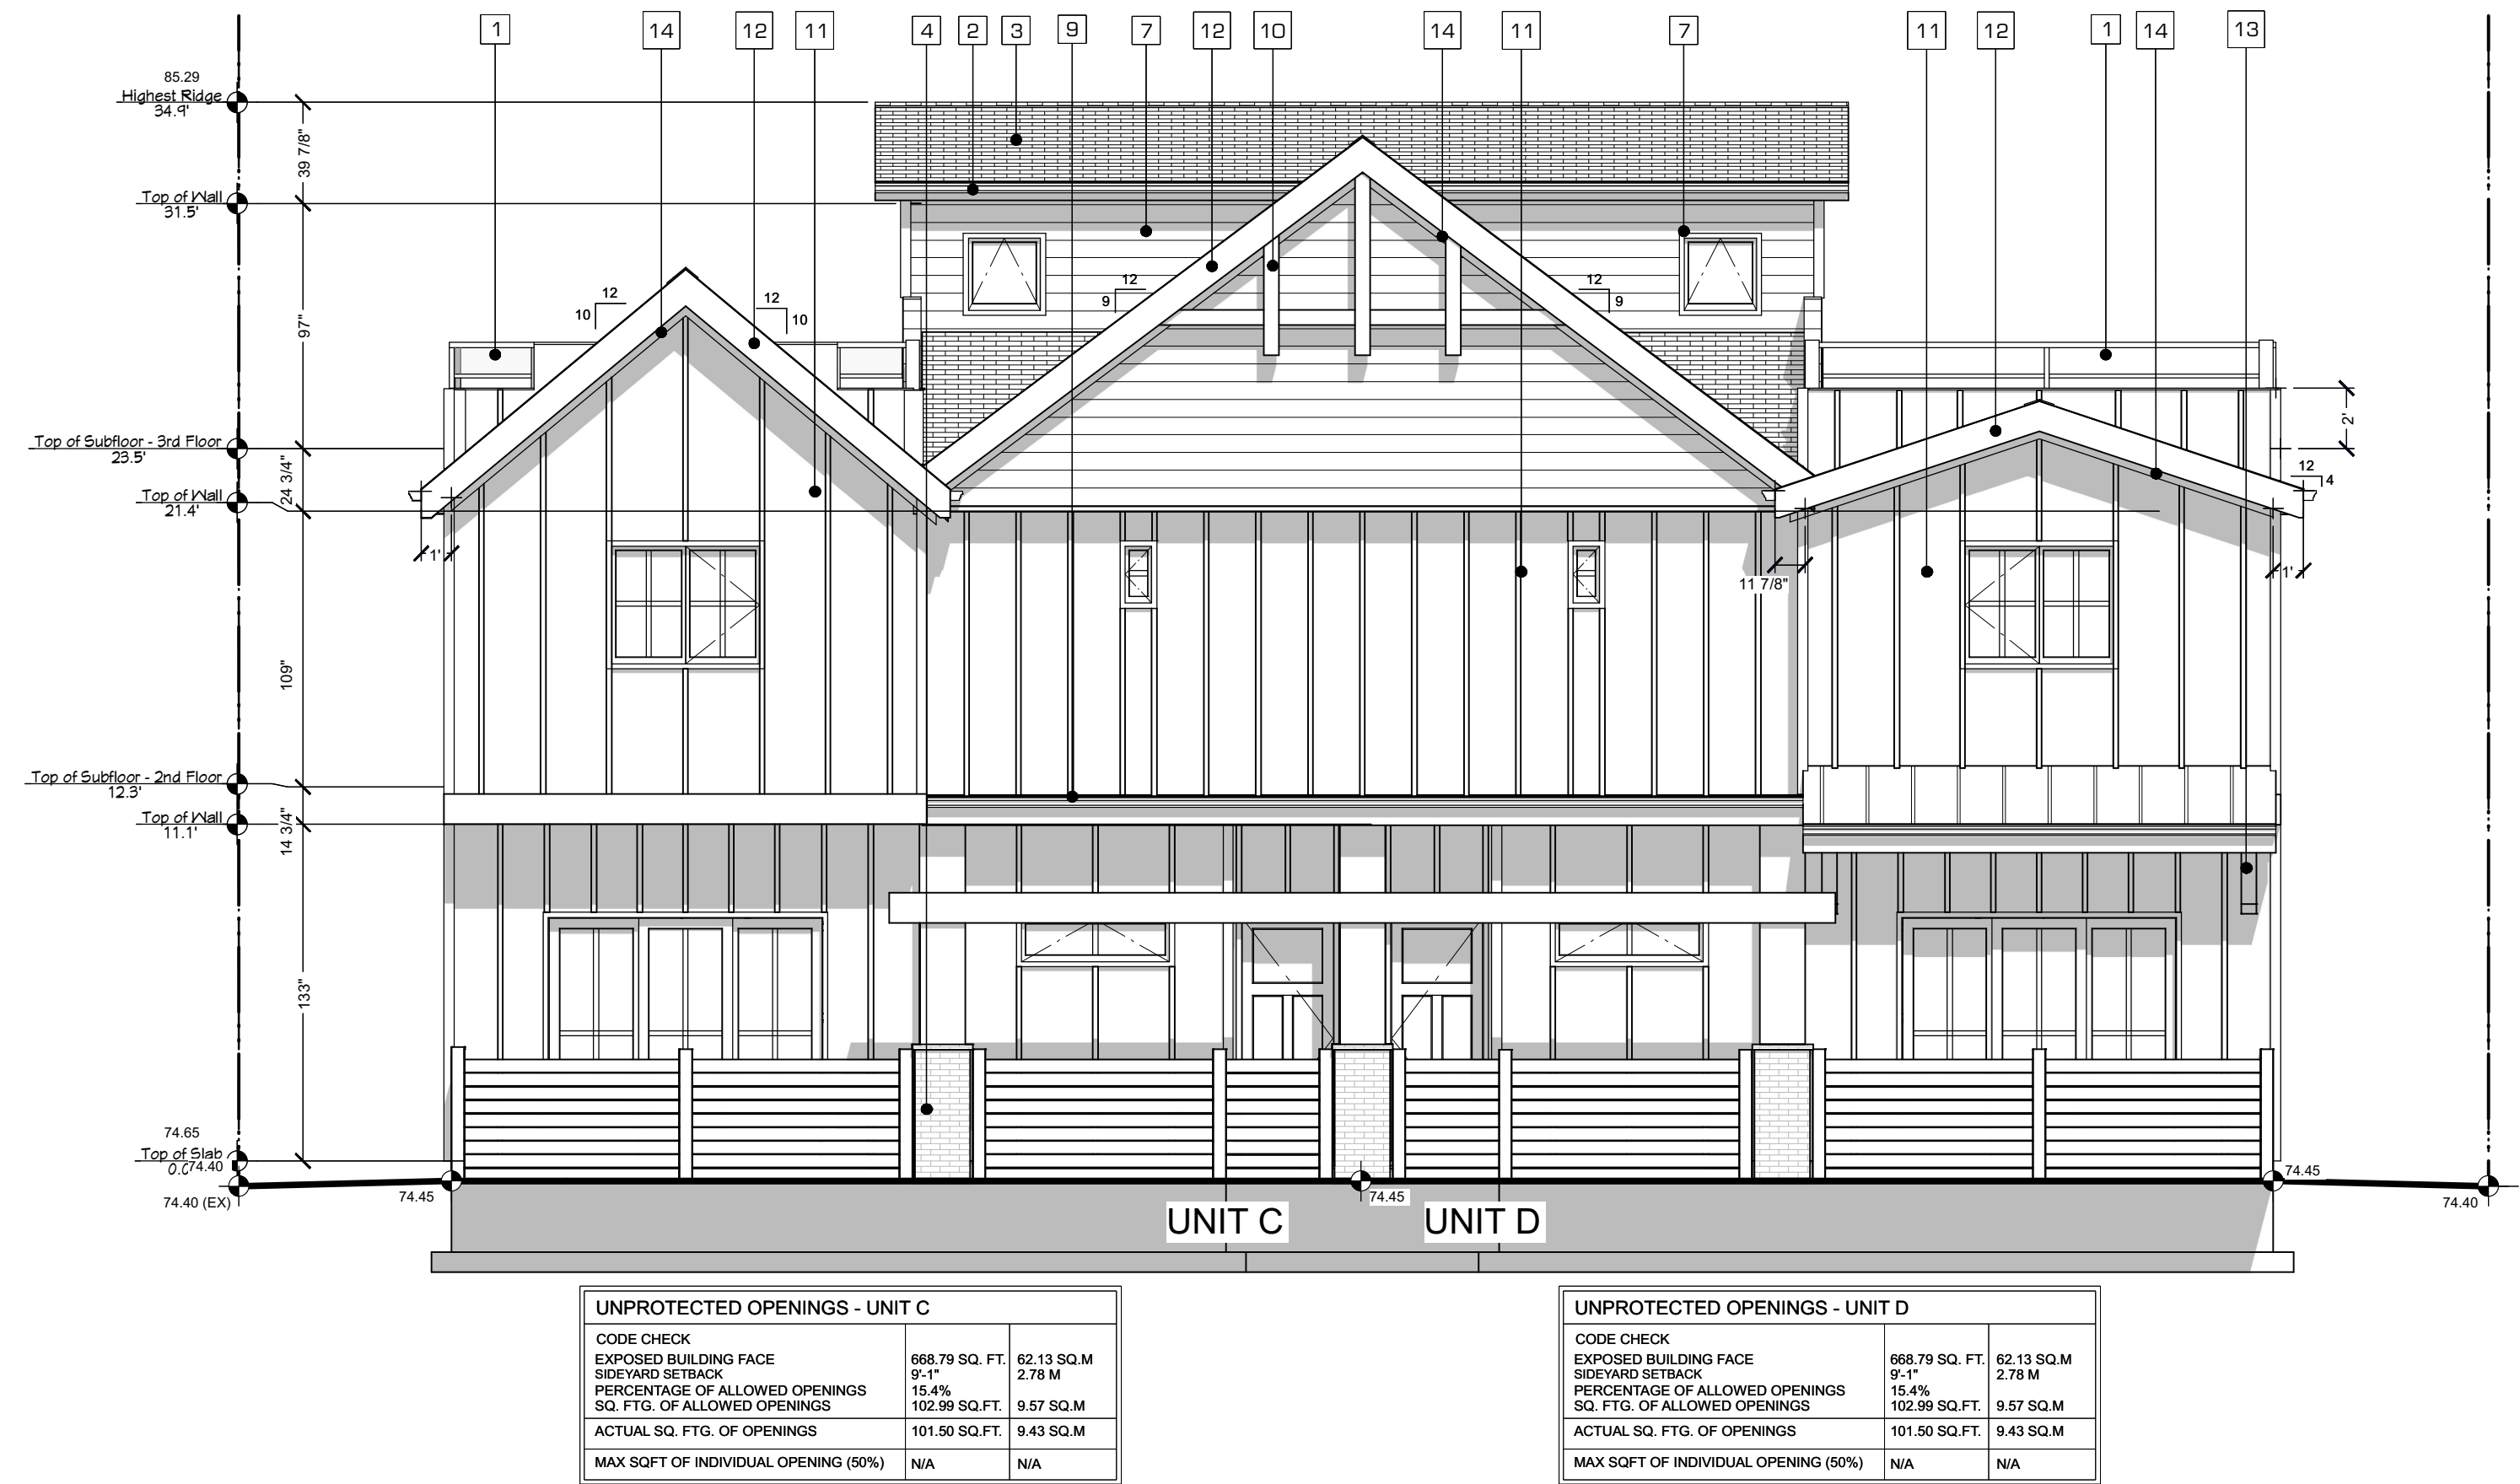 1 14 12 11 4 2 3 9 7 12 10 14 11 7 11 12 1 14 13
85.29
Highest Ridge
34.9'
39 7/8"
Top of Wall
31.5'
97"
12
10
12
10
12
9
12
9
Top of Subfloor - 3rd Floor
23.5'
2'
24 3/4"
12
4
Top of Wall
21.4'
1'
11 7/8"
1'
109"
Top of Subfloor - 2nd Floor
12.3'
Top of Wall
11.1'
14 3/4"
133"
74.65
Top of Slab
74.40
74.40 (EX)
74.45
74.45
74.45
74.40
UNIT C
UNIT D
UNPROTECTED OPENINGS - UNIT C
CODE CHECK
EXPOSED BUILDING FACE 668.79 SQ. FT. 62.13 SQ.M
SIDEYARD SETBACK 9'-1" 2.78 M
PERCENTAGE OF ALLOWED OPENINGS 15.4%
SQ. FTG. OF ALLOWED OPENINGS 102.99 SQ.FT. 9.57 SQ.M
ACTUAL SQ. FTG. OF OPENINGS 101.50 SQ.FT. 9.43 SQ.M
MAX SQFT OF INDIVIDUAL OPENING (50%) N/A N/A
UNPROTECTED OPENINGS - UNIT D
CODE CHECK
EXPOSED BUILDING FACE 668.79 SQ. FT. 62.13 SQ.M
SIDEYARD SETBACK 9'-1" 2.78 M
PERCENTAGE OF ALLOWED OPENINGS 15.4%
SQ. FTG. OF ALLOWED OPENINGS 102.99 SQ.FT. 9.57 SQ.M
ACTUAL SQ. FTG. OF OPENINGS 101.50 SQ.FT. 9.43 SQ.M
MAX SQFT OF INDIVIDUAL OPENING (50%) N/A N/A